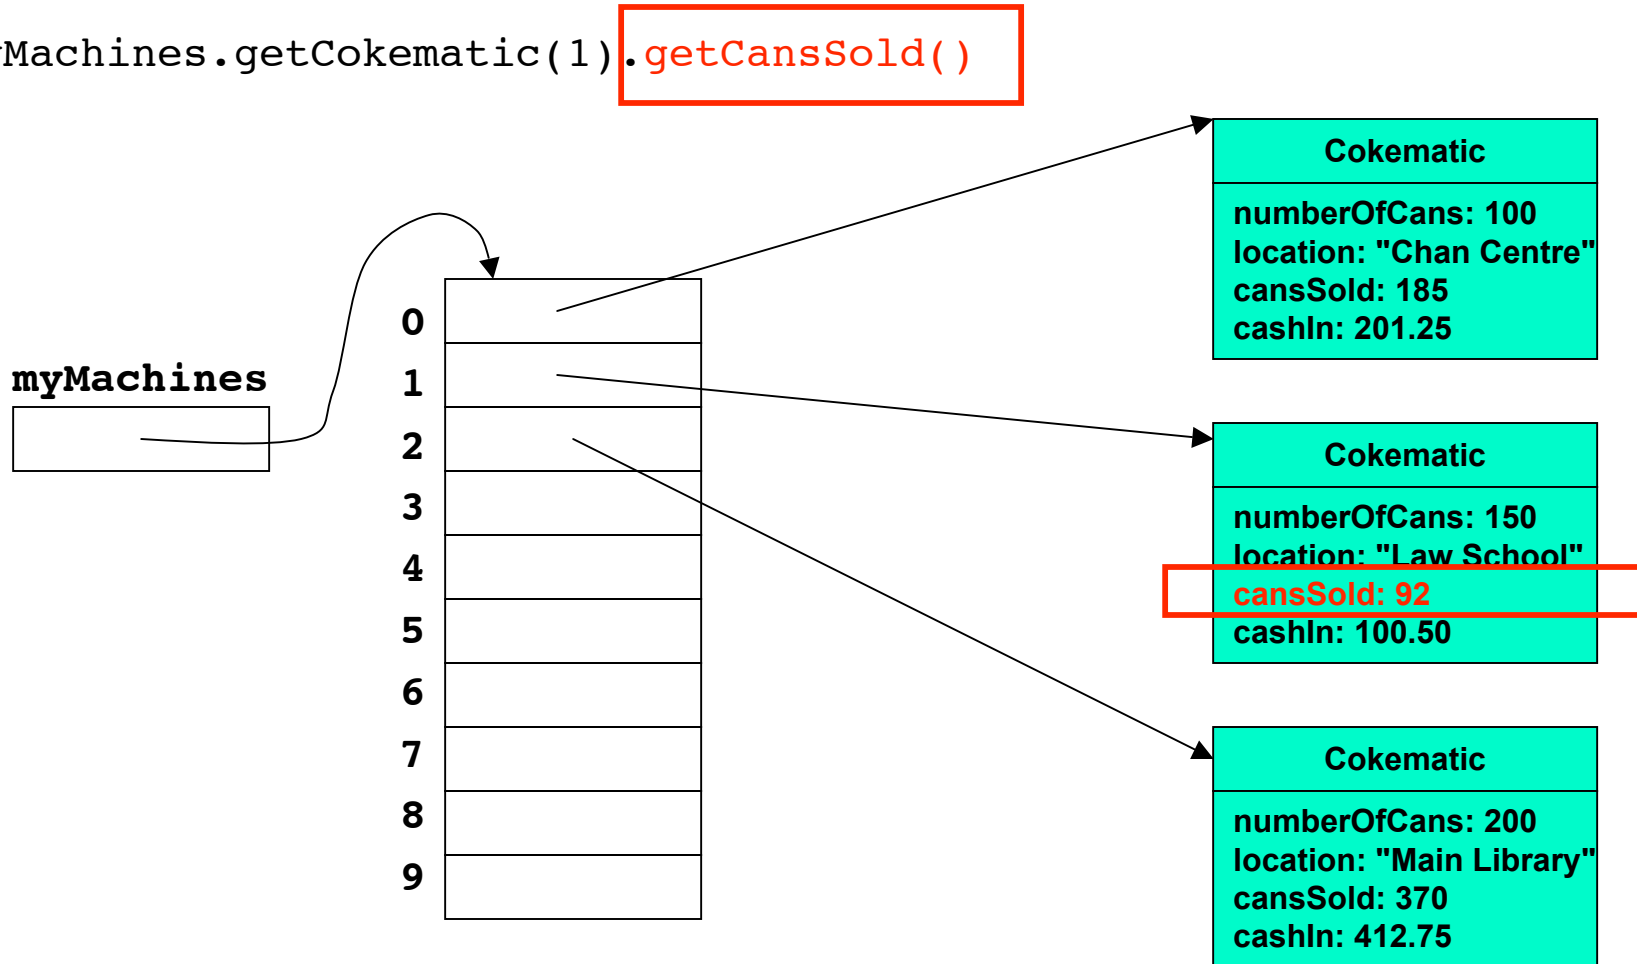 Machines.getCokematic(1).getCansSold()
Cokematic
numberOfCans: 100
location: "Chan Centre"
cansSold: 185
cashIn: 201.25
myMachines
0
1
2
3
4
5
6
7
8
9
Cokematic
numberOfCans: 150
location: "Law School"
cansSold: 92
cashIn: 100.50
Cokematic
numberOfCans: 200
location: "Main Library"
cansSold: 370
cashIn: 412.75